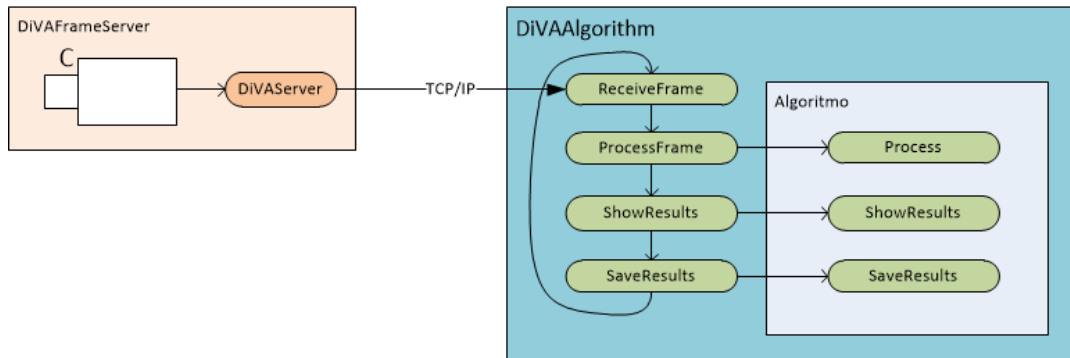 DiVAFrameServer
C
DiVAServer
TCP/IP
DiVAAlgorithm
ReceiveFrame
ProcessFrame
ShowResults
SaveResults
Algoritmo
Process
ShowResults
SaveResults